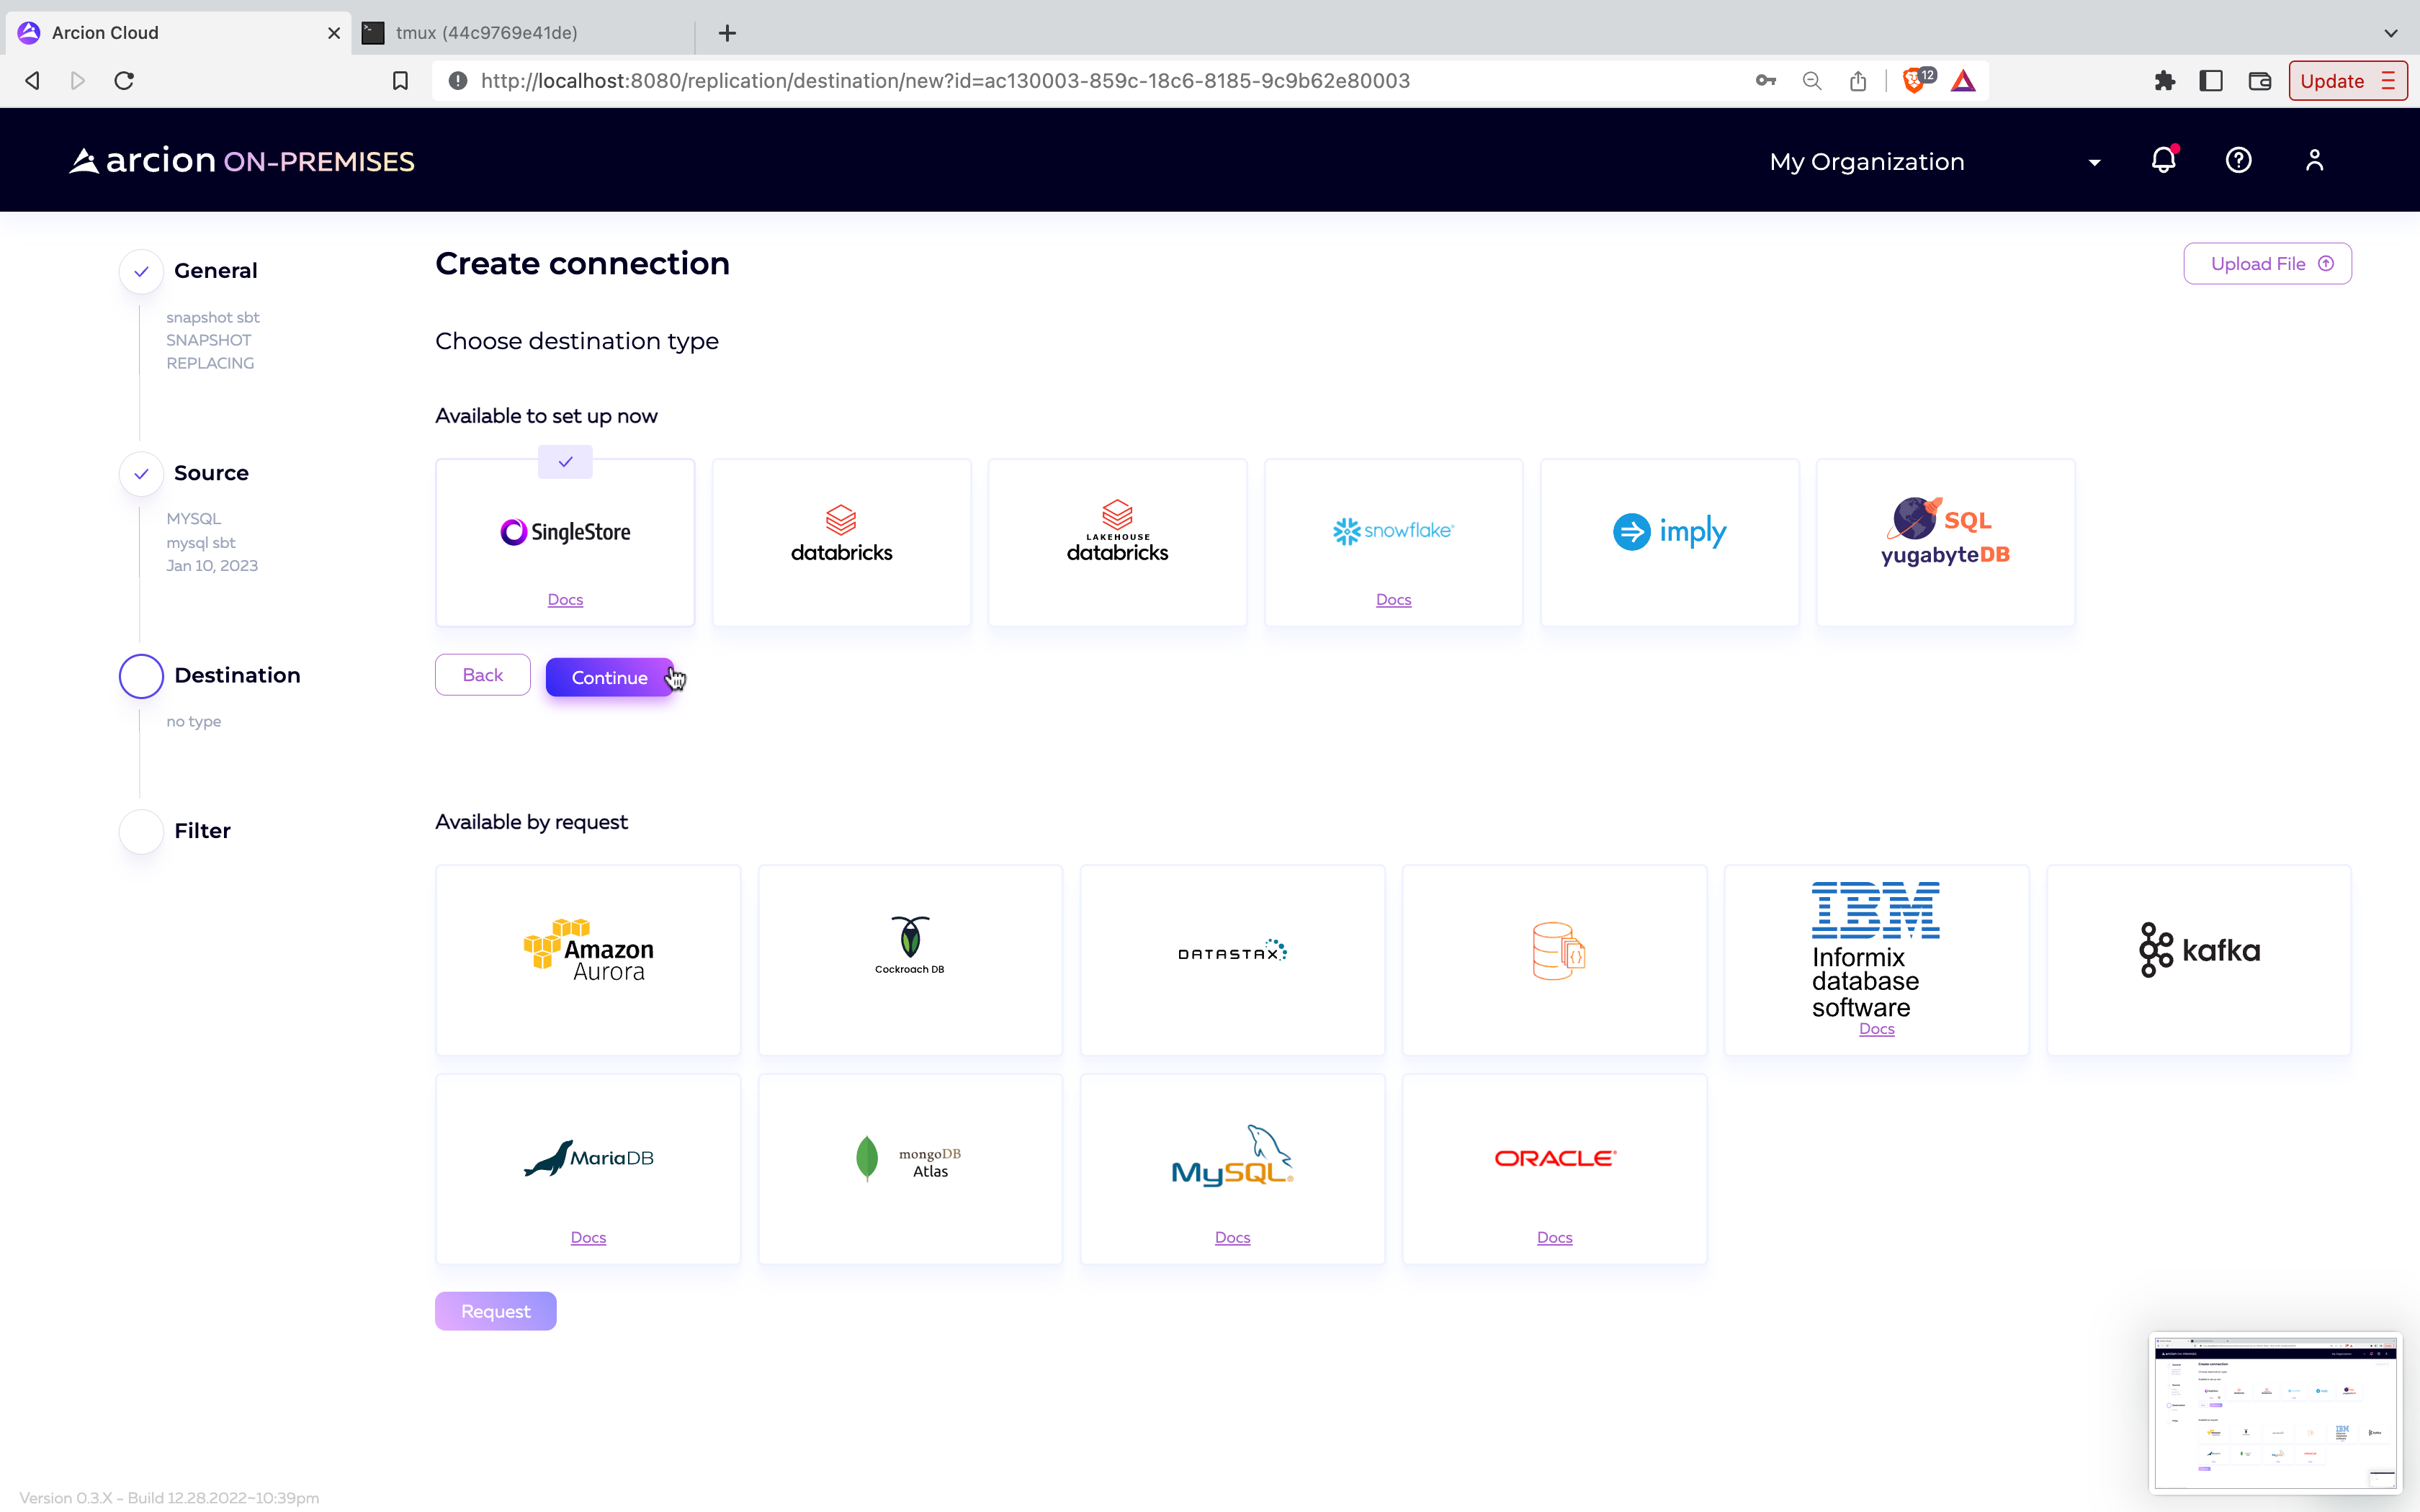 Arcion Cloud
tmux (44c9769e41de)
http://localhost:8080/replication/destination/new?id=ac130003-859c-18c6-8185-9c9b62e80003
12
Update
arcion ON-PREMISES
My Organization
General
snapshot sbt
SNAPSHOT
REPLACING
Source
MYSQL
mysql sbt
Jan 10, 2023
Destination
no type
Filter
Create connection
Upload File
Choose destination type
Available to set up now
SingleStore
Docs
databricks
LAKEHOUSE
databricks
snowflake®
Docs
imply
SQL
yugabyteDB
Back
Continue
Available by request
Amazon
Aurora
Cockroach DB
DATASTAX
{}
IBM
Informix
database
software
Docs
kafka
MariaDB
Docs
mongoDB
Atlas
MySQL®
Docs
ORACLE®
Docs
Request
Version 0.3.X - Build 12.28.2022~10:39pm